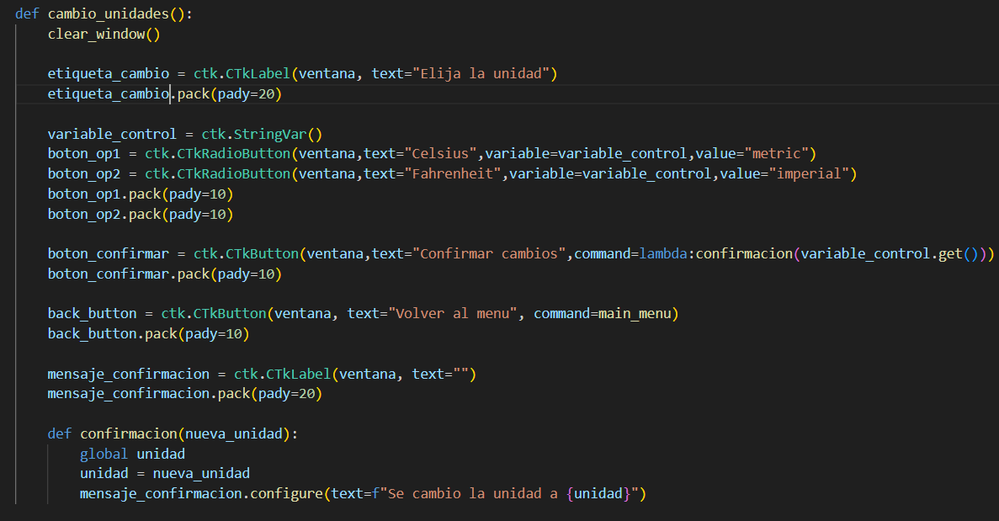 def cambio_unidades():
    clear_window()

    etiqueta_cambio = ctk.CTkLabel(ventana, text="Elija la unidad")
    etiqueta_cambio.pack(pady=20)

    variable_control = ctk.StringVar()
    boton_op1 = ctk.CTkRadioButton(ventana,text="Celsius",variable=variable_control,value="metric")
    boton_op2 = ctk.CTkRadioButton(ventana,text="Fahrenheit",variable=variable_control,value="imperial")
    boton_op1.pack(pady=10)
    boton_op2.pack(pady=10)

    boton_confirmar = ctk.CTkButton(ventana,text="Confirmar cambios",command=lambda:confirmacion(variable_control.get()))
    boton_confirmar.pack(pady=10)

    back_button = ctk.CTkButton(ventana, text="Volver al menu", command=main_menu)
    back_button.pack(pady=10)

    mensaje_confirmacion = ctk.CTkLabel(ventana, text="")
    mensaje_confirmacion.pack(pady=20)

    def confirmacion(nueva_unidad):
        global unidad
        unidad = nueva_unidad
        mensaje_confirmacion.configure(text=f"Se cambio la unidad a {unidad}")